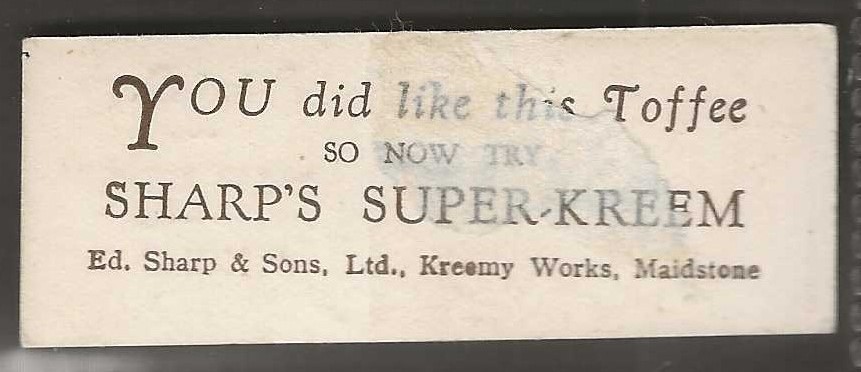 YOU did like this Toffee
SO NOW TRY
SHARP'S SUPER-KREEM
Ed. Sharp & Sons, Ltd., Kreemy Works, Maidstone